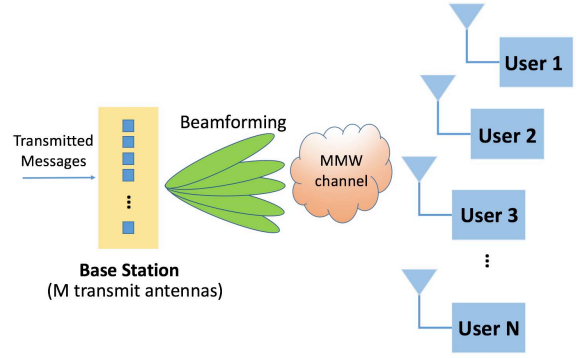 Transmitted
Messages
Beamforming
MMW
channel
Base Station
(M transmit antennas)
User 1
User 2
User 3
User N